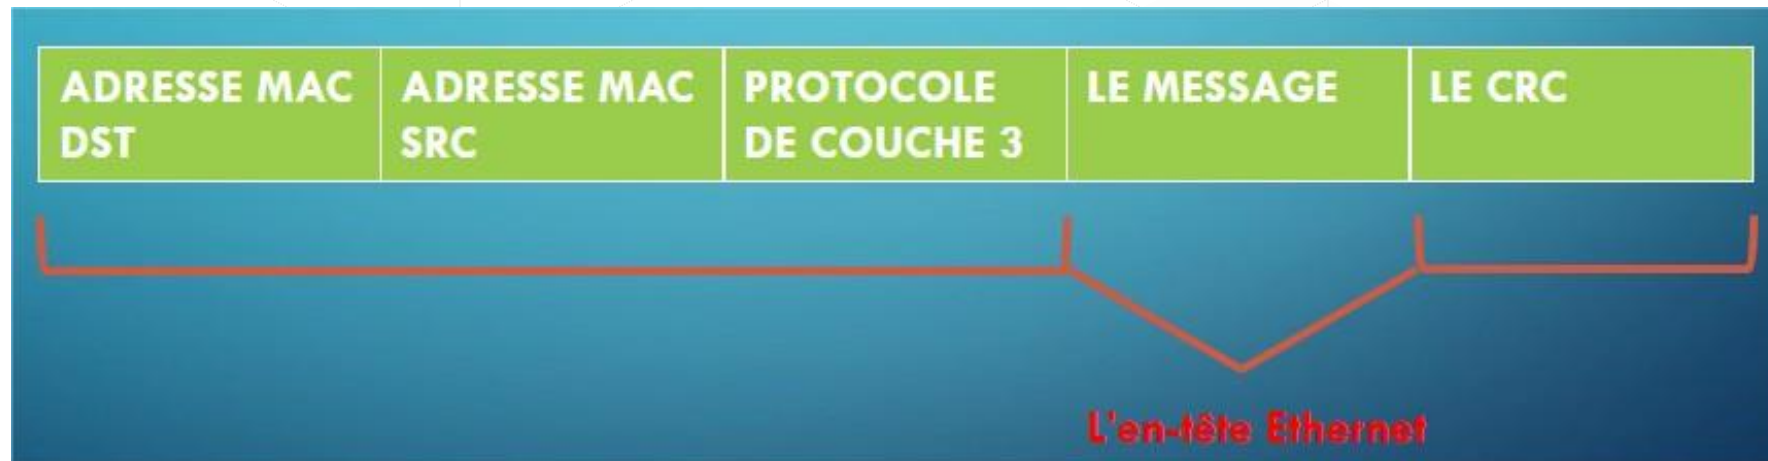 ADRESSE MAC DST
ADRESSE MAC SRC
PROTOCOLE DE COUCHE 3
LE MESSAGE
LE CRC
L'en-tête Ethernet